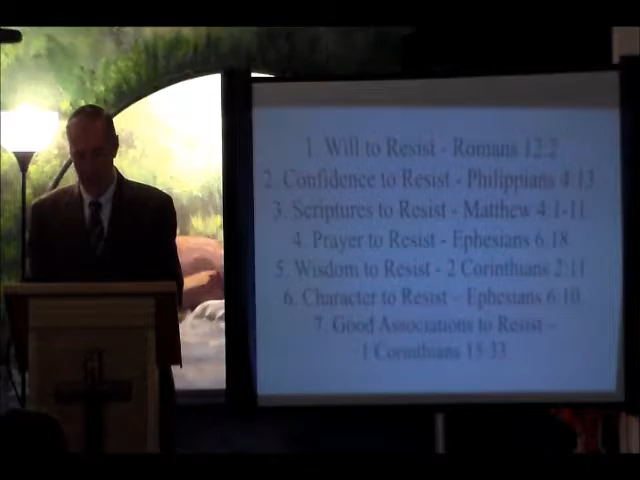 1. Will to Resist - Romans 12:2
2. Confidence to Resist - Philippians 4:13
3. Scriptures to Resist - Matthew 4:1-11
4. Prayer to Resist - Ephesians 6:18
5. Wisdom to Resist - 2 Corinthians 2:11
6. Character to Resist - Ephesians 6:10.
7. Good Associations to Resist -
1 Corinthians 15:33